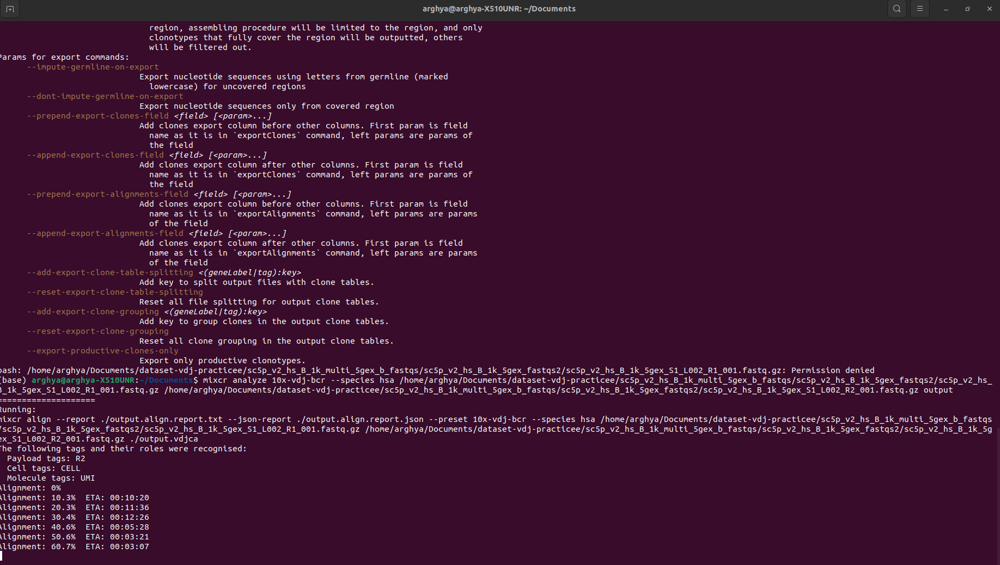 arghya@arghya-X510UNR: ~/Documents
region, assembling procedure will be limited to the region, and only
clonotypes that fully cover the region will be outputted, others
will be filtered out.
Params for export commands:
--impute-germline-on-export
Export nucleotide sequences using letters from germline (marked
lowercase) for uncovered regions
--dont-impute-germline-on-export
Export nucleotide sequences only from covered region
--prepend-export-clones-field <field> [<param>...]
Add clones export column before other columns. First param is field
name as it is in `exportClones` command, left params are params of
the field
--append-export-clones-field <field> [<param>...]
Add clones export column after other columns. First param is field
name as it is in `exportClones` command, left params are params of
the field
--prepend-export-alignments-field <field> [<param>...]
Add clones export column before other columns. First param is field
name as it is in `exportAlignments` command, left params are params
of the field
--append-export-alignments-field <field> [<param>...]
Add clones export column after other columns. First param is field
name as it is in `exportAlignments` command, left params are params
of the field
--add-export-clone-table-splitting <(geneLabel|tag):key>
Add key to split output files with clone tables.
--reset-export-clone-table-splitting
Reset all file splitting for output clone tables.
--add-export-clone-grouping <(geneLabel|tag):key>
Add key to group clones in the output clone tables.
--reset-export-clone-grouping
Reset all clone grouping in the output clone tables.
--export-productive-clones-only
Export only productive clonotypes.
bash: /home/arghya/Documents/dataset-vdj-practicee/sc5p_v2_hs_B_1k_multi_5gex_b_fastqs/sc5p_v2_hs_B_1k_5gex_fastqs2/sc5p_v2_hs_B_1k_5gex_S1_L002_R1_001.fastq.gz: Permission denied
(base) arghya@arghya-X510UNR:~/Documents$ mixcr analyze 10x-vdj-bcr --species hsa /home/arghya/Documents/dataset-vdj-practicee/sc5p_v2_hs_B_1k_multi_5gex_b_fastqs/sc5p_v2_hs_B_1k_5gex_fastqs2/sc5p_v2_hs_
B_1k_5gex_S1_L002_R1_001.fastq.gz /home/arghya/Documents/dataset-vdj-practicee/sc5p_v2_hs_B_1k_multi_5gex_b_fastqs/sc5p_v2_hs_B_1k_5gex_fastqs2/sc5p_v2_hs_B_1k_5gex_S1_L002_R2_001.fastq.gz output
====================
Running:
mixcr align --report ./output.align.report.txt --json-report ./output.align.report.json --preset 10x-vdj-bcr --species hsa /home/arghya/Documents/dataset-vdj-practicee/sc5p_v2_hs_B_1k_multi_5gex_b_fastqs
/sc5p_v2_hs_B_1k_5gex_fastqs2/sc5p_v2_hs_B_1k_5gex_S1_L002_R1_001.fastq.gz /home/arghya/Documents/dataset-vdj-practicee/sc5p_v2_hs_B_1k_multi_5gex_b_fastqs/sc5p_v2_hs_B_1k_5gex_fastqs2/sc5p_v2_hs_B_1k_5g
ex_S1_L002_R2_001.fastq.gz ./output.vdjca
The following tags and their roles were recognised:
Payload tags: R2
Cell tags: CELL
Molecule tags: UMI
Alignment: 0%
Alignment: 10.3%  ETA: 00:10:20
Alignment: 20.3%  ETA: 00:11:36
Alignment: 30.4%  ETA: 00:12:26
Alignment: 40.6%  ETA: 00:05:28
Alignment: 50.6%  ETA: 00:03:21
Alignment: 60.7%  ETA: 00:03:07